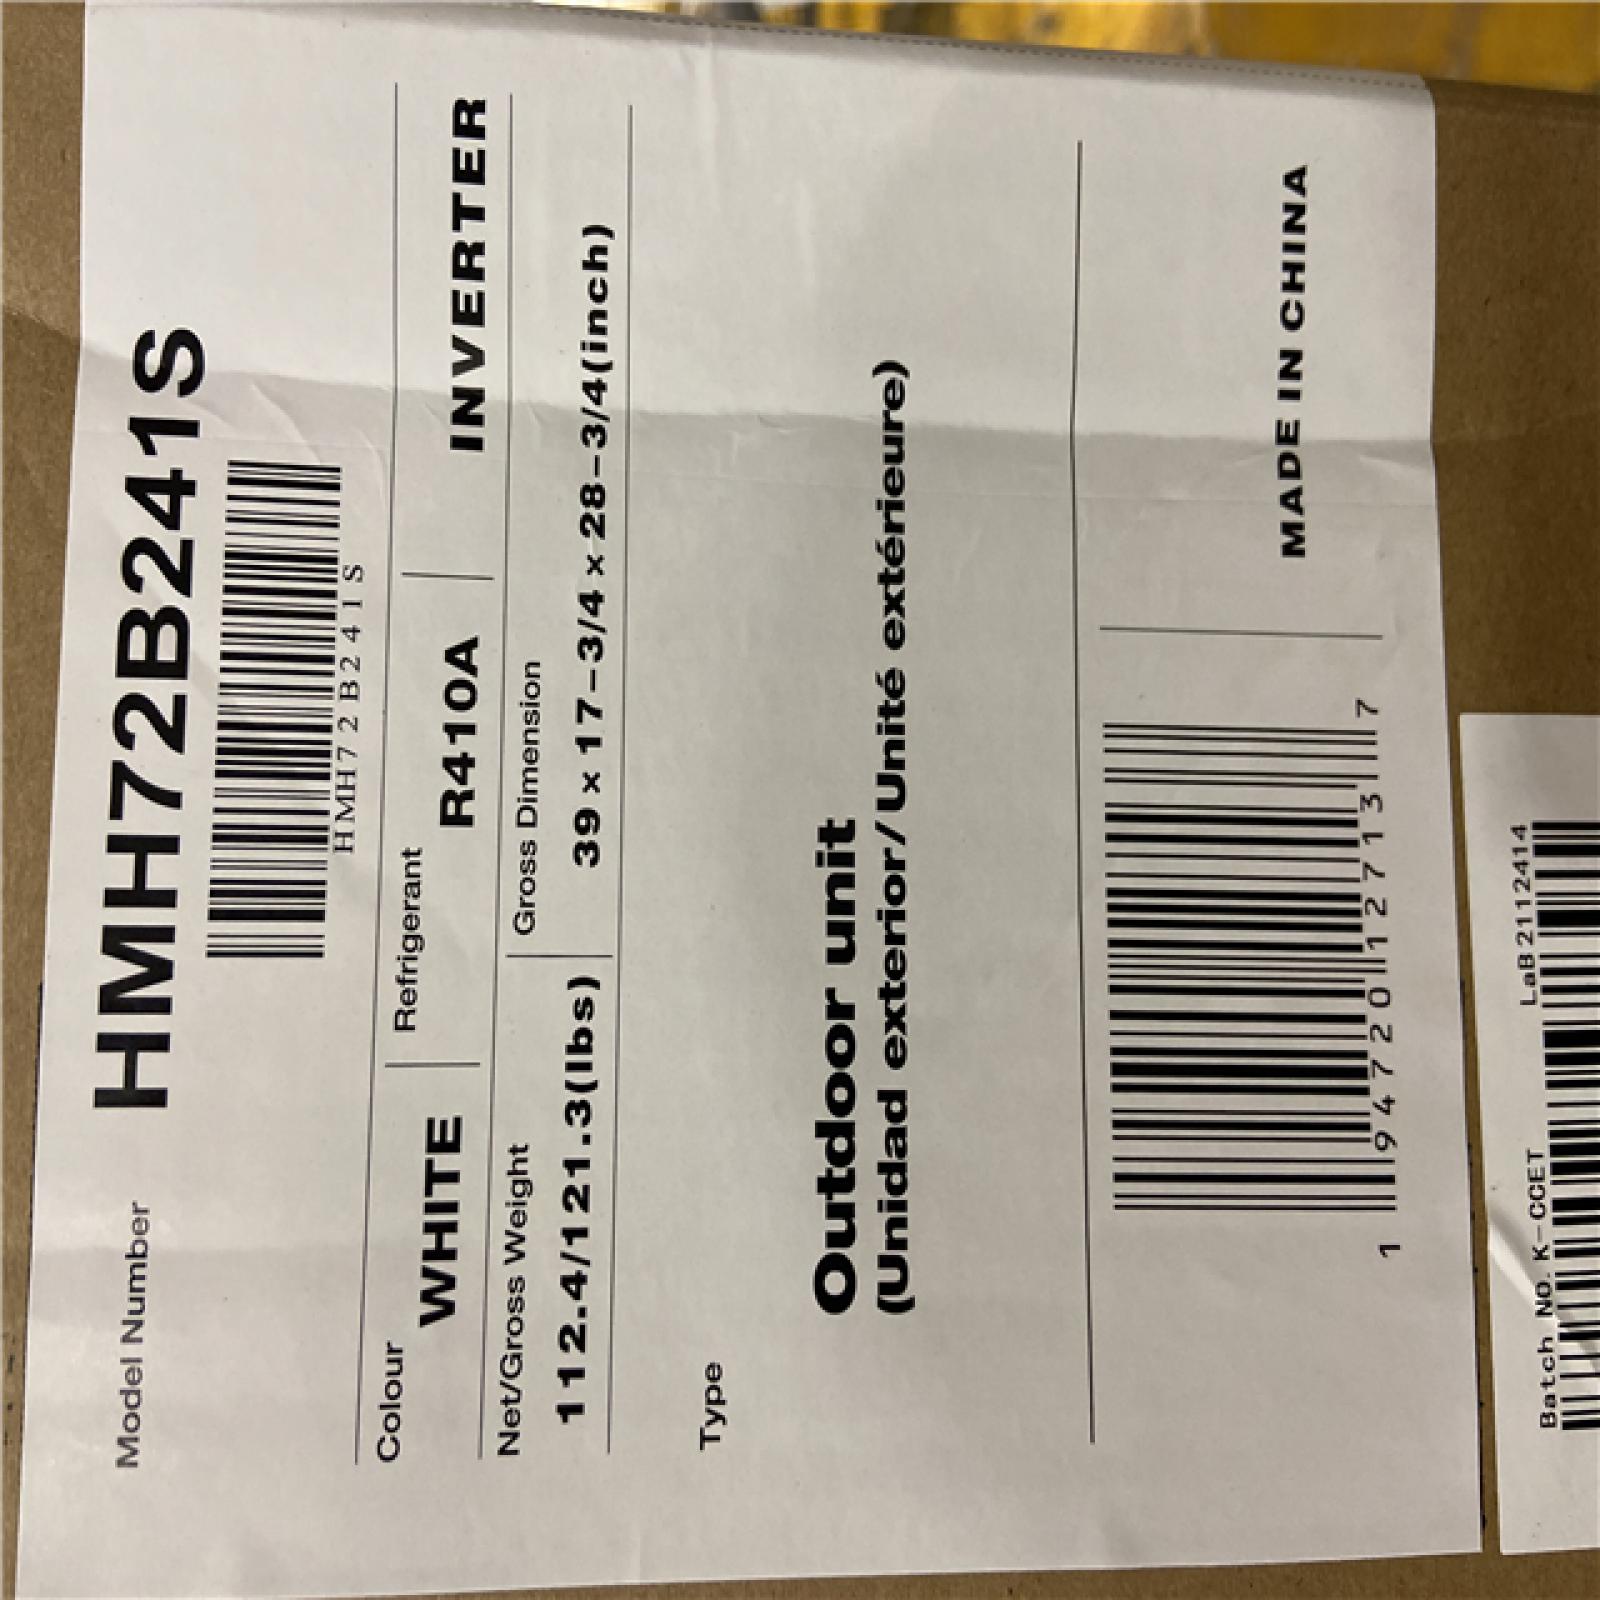 Model Number HMH72B241S
HMH72B241S
Colour WHITE Refrigerant R410A INVERTER
Net/Gross Weight Gross Dimension
112.4/121.3(lbs) 39 x 17-3/4 x 28-3/4(inch)
Type
Outdoor unit
(Unidad exterior/Unité extérieure)
1 94720 12713 7
MADE IN CHINA
Batch NO. K-CCET LaB 2112414